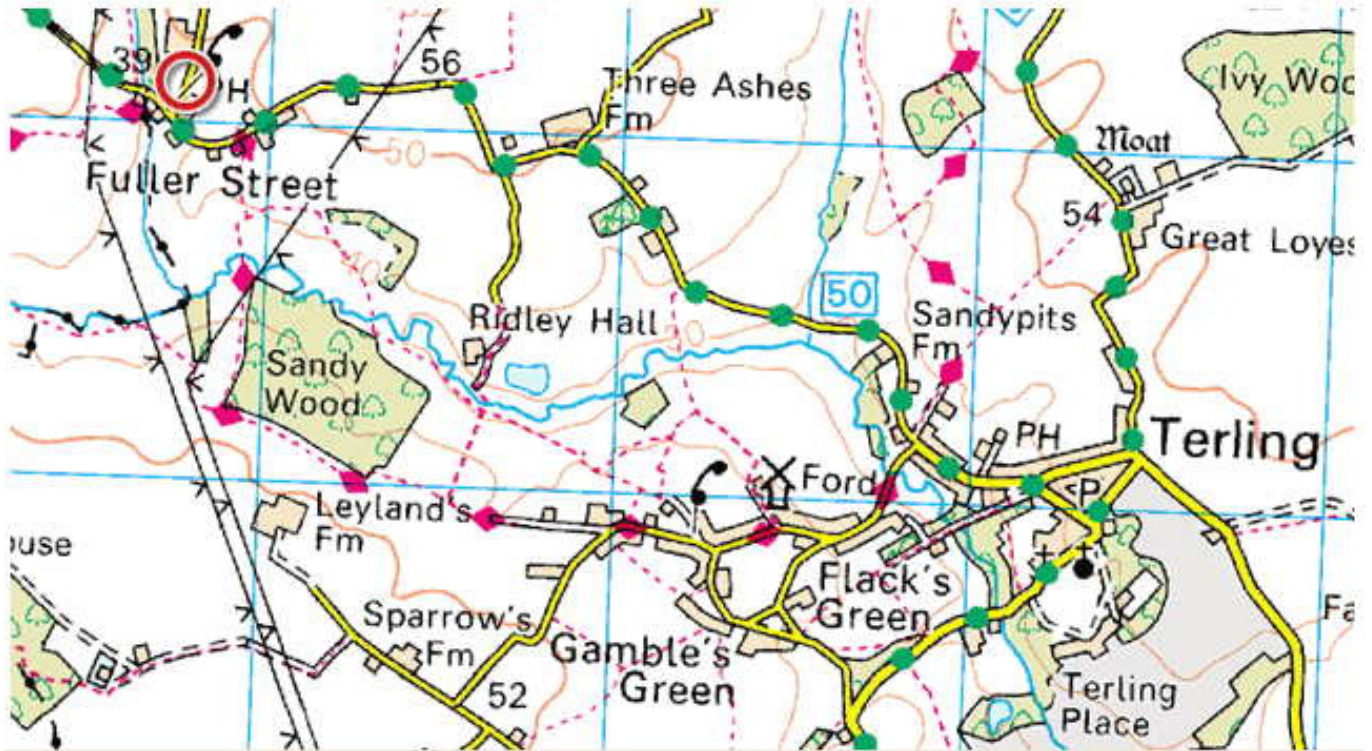 39
PH
56
Three Ashes
Fm
Ivy Woo
Moat
50
Fuller Street
54
Great Loyes
40
50
Ridley Hall
50
Sandypits
Fm
Sandy
Wood
PH
Terling
Ford
P
Leyland's
Fm
ouse
Flack's
Green
Sparrow's
Fm
Gamble's
Green
Fa
52
Terling
Place